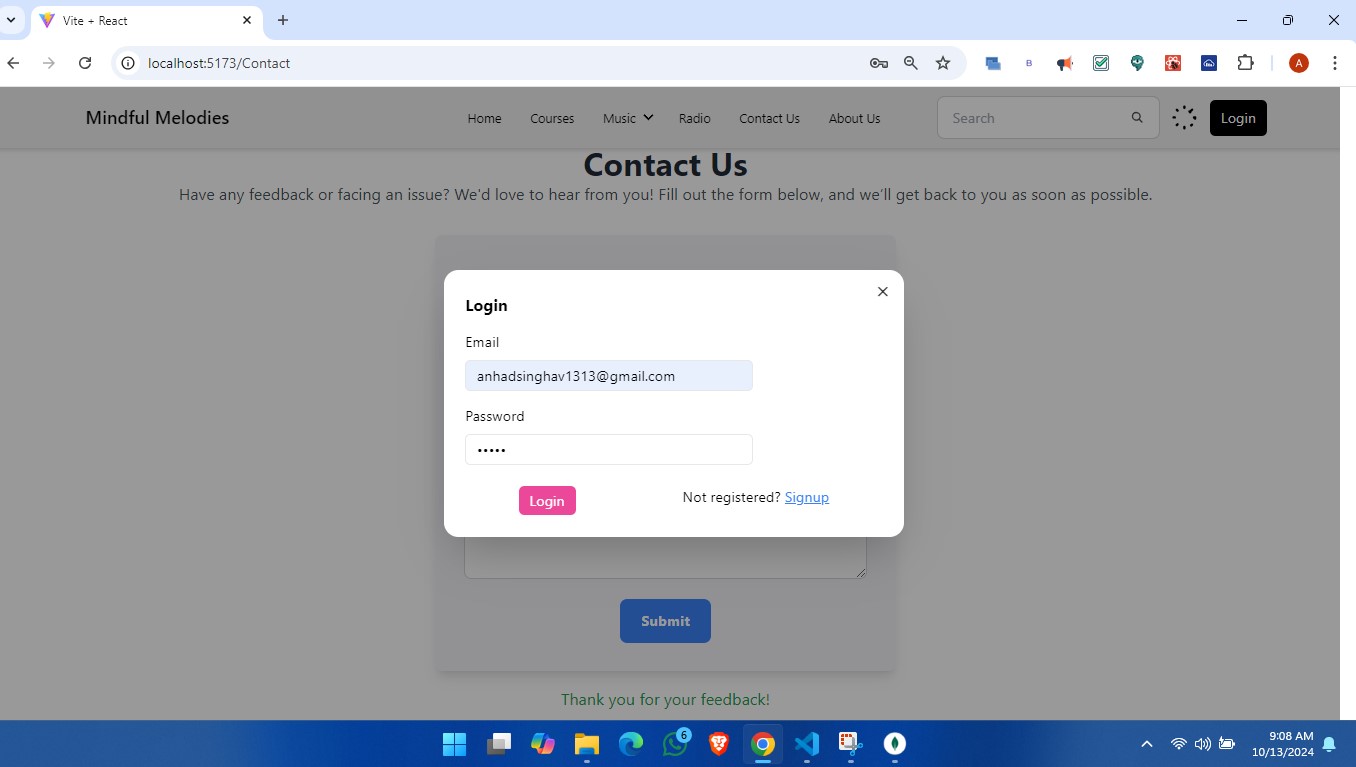 Vite + React
localhost:5173/Contact
B
A
Mindful Melodies
Home
Courses
Music
Radio
Contact Us
About Us
Search
Login
Contact Us
Have any feedback or facing an issue? We'd love to hear from you! Fill out the form below, and we'll get back to you as soon as possible.
Login
Email
anhadsinghav1313@gmail.com
Password
•••••
Login
Not registered? Signup
Submit
Thank you for your feedback!
6
9:08 AM
10/13/2024